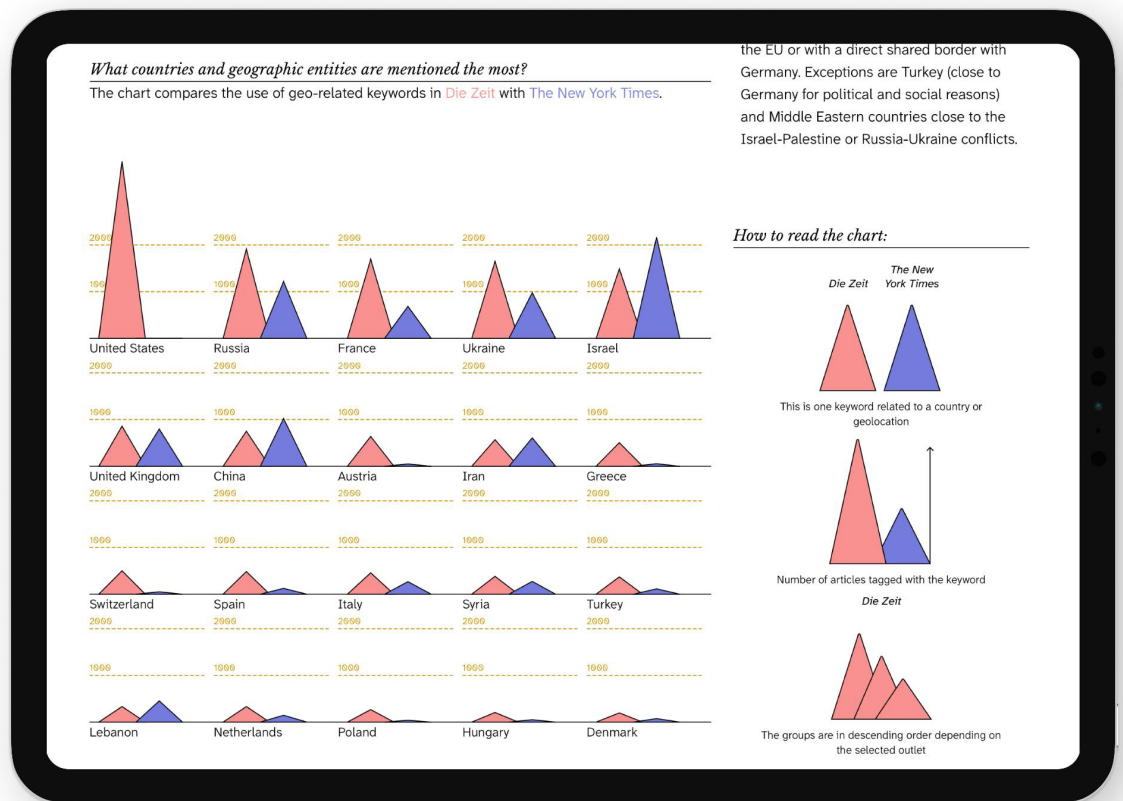 What countries and geographic entities are mentioned the most?
The chart compares the use of geo-related keywords in Die Zeit with The New York Times.
2000
1000
United States
2000
1000
Russia
2000
1000
France
2000
1000
Ukraine
2000
1000
Israel
2000
1000
United Kingdom
2000
1000
China
2000
1000
Austria
2000
1000
Iran
2000
1000
Greece
2000
1000
Switzerland
2000
1000
Spain
2000
1000
Italy
2000
1000
Syria
2000
1000
Turkey
2000
1000
Lebanon
2000
1000
Netherlands
2000
1000
Poland
2000
1000
Hungary
2000
1000
Denmark
the EU or with a direct shared border with
Germany. Exceptions are Turkey (close to
Germany for political and social reasons)
and Middle Eastern countries close to the
Israel-Palestine or Russia-Ukraine conflicts.
How to read the chart:
Die Zeit
The New
York Times
This is one keyword related to a country or
geolocation
Number of articles tagged with the keyword
Die Zeit
The groups are in descending order depending on
the selected outlet